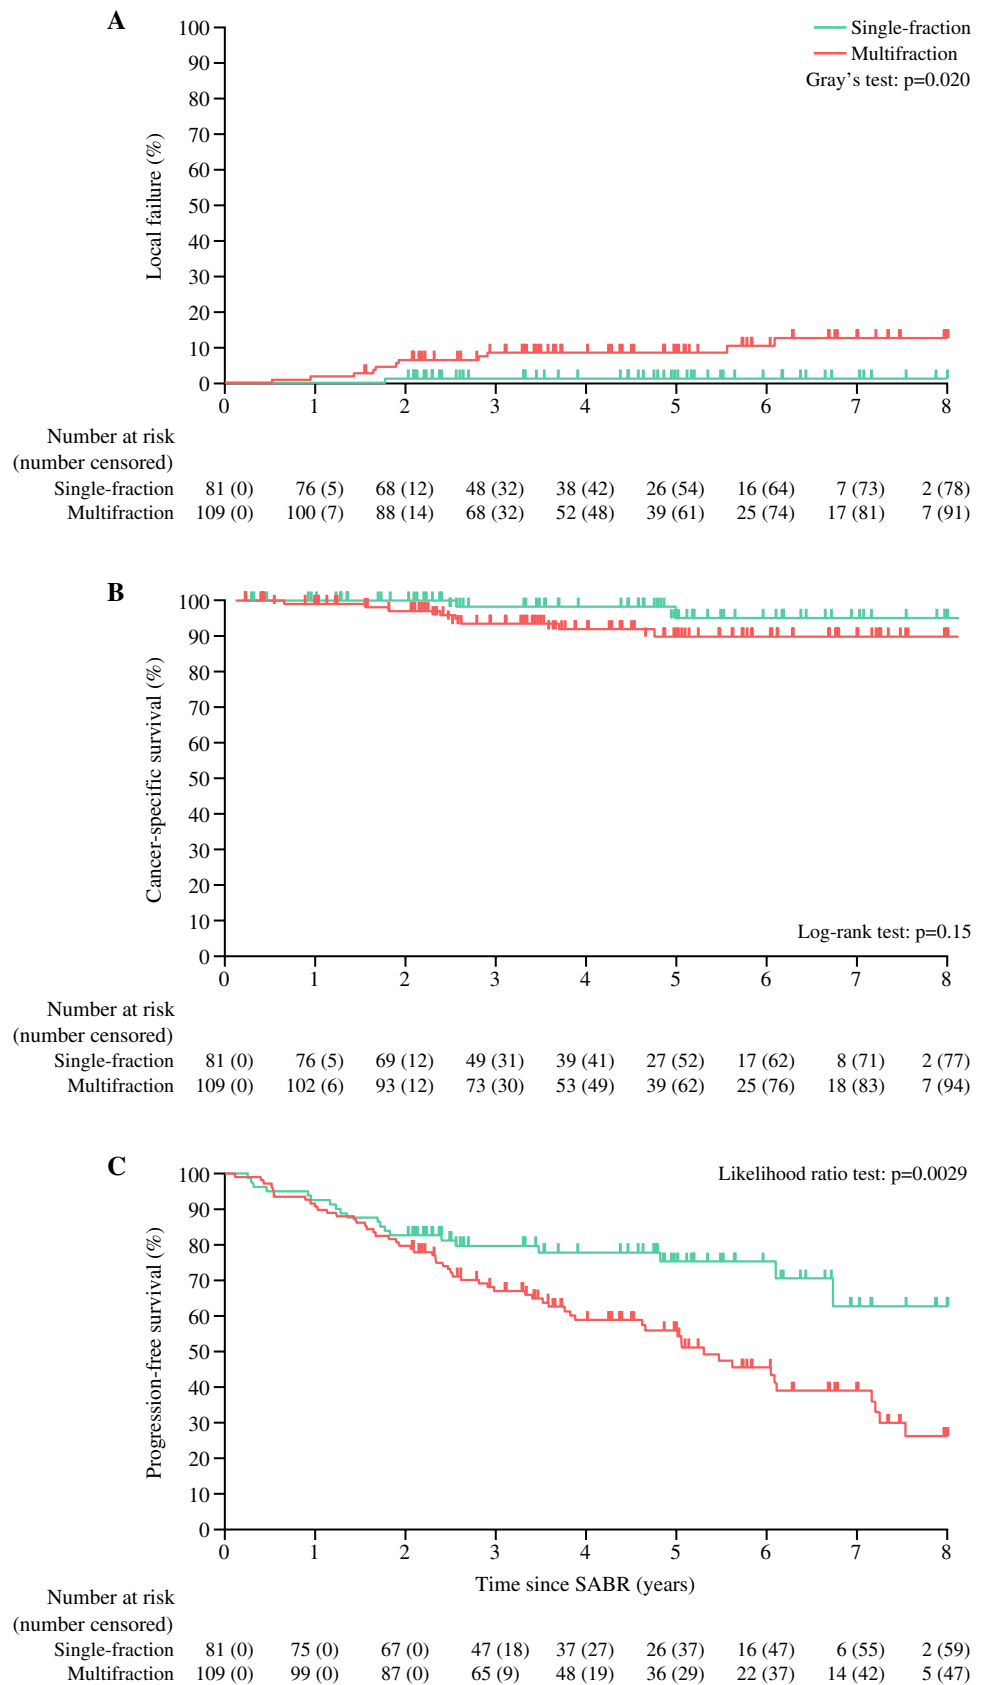 A
Single-fraction
Multifraction
Gray's test: p=0.020
Local failure (%)
100
90
80
70
60
50
40
30
20
10
0
0 1 2 3 4 5 6 7 8
Number at risk
(number censored)
Single-fraction 81 (0) 76 (5) 68 (12) 48 (32) 38 (42) 26 (54) 16 (64) 7 (73) 2 (78)
Multifraction 109 (0) 100 (7) 88 (14) 68 (32) 52 (48) 39 (61) 25 (74) 17 (81) 7 (91)
B
Cancer-specific survival (%)
100
90
80
70
60
50
40
30
20
10
0
Log-rank test: p=0.15
0 1 2 3 4 5 6 7 8
Number at risk
(number censored)
Single-fraction 81 (0) 76 (5) 69 (12) 49 (31) 39 (41) 27 (52) 17 (62) 8 (71) 2 (77)
Multifraction 109 (0) 102 (6) 93 (12) 73 (30) 53 (49) 39 (62) 25 (76) 18 (83) 7 (94)
C
Likelihood ratio test: p=0.0029
Progression-free survival (%)
100
90
80
70
60
50
40
30
20
10
0
0 1 2 3 4 5 6 7 8
Time since SABR (years)
Number at risk
(number censored)
Single-fraction 81 (0) 75 (0) 67 (0) 47 (18) 37 (27) 26 (37) 16 (47) 6 (55) 2 (59)
Multifraction 109 (0) 99 (0) 87 (0) 65 (9) 48 (19) 36 (29) 22 (37) 14 (42) 5 (47)